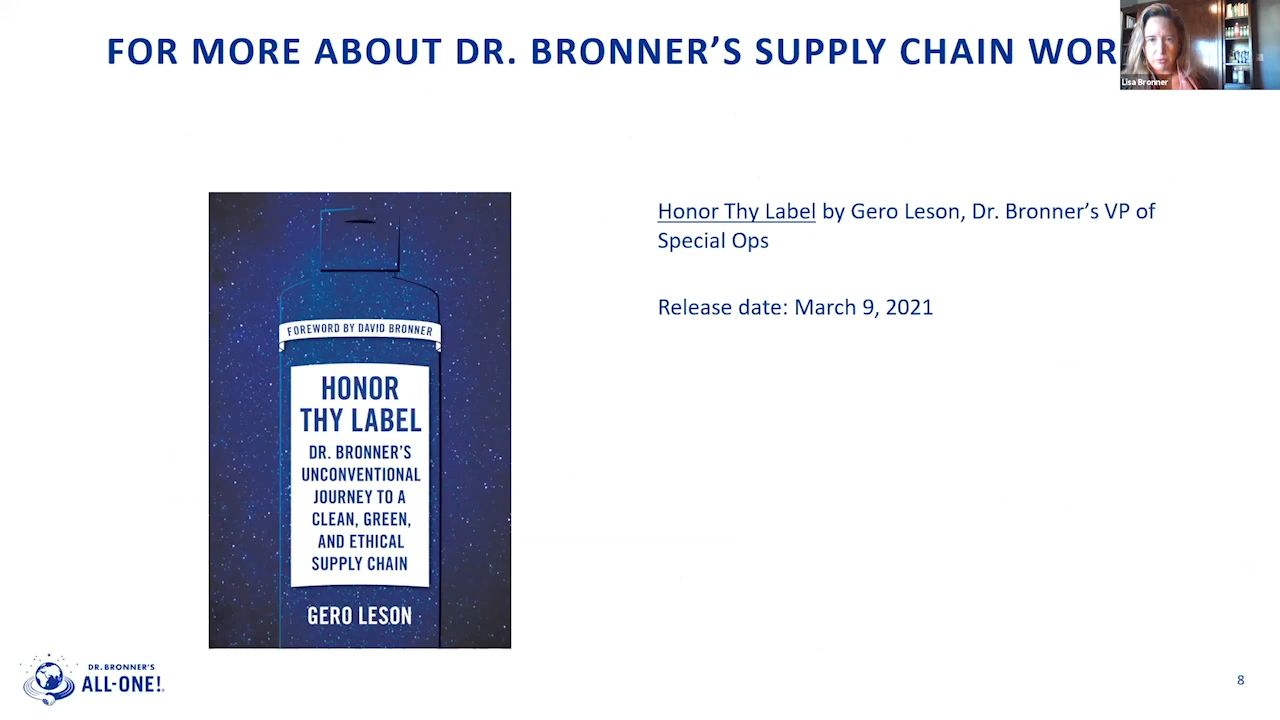 FOR MORE ABOUT DR. BRONNER'S SUPPLY CHAIN WOR
Lisa Bronner
Honor Thy Label by Gero Leson, Dr. Bronner's VP of
Special Ops
Release date: March 9, 2021
FOREWORD BY DAVID BRONNER
HONOR
THY LABEL
DR. BRONNER'S
UNCONVENTIONAL
JOURNEY TO A
CLEAN, GREEN,
AND ETHICAL
SUPPLY CHAIN
GERO LESON
DR. BRONNER'S
ALL-ONE!
8